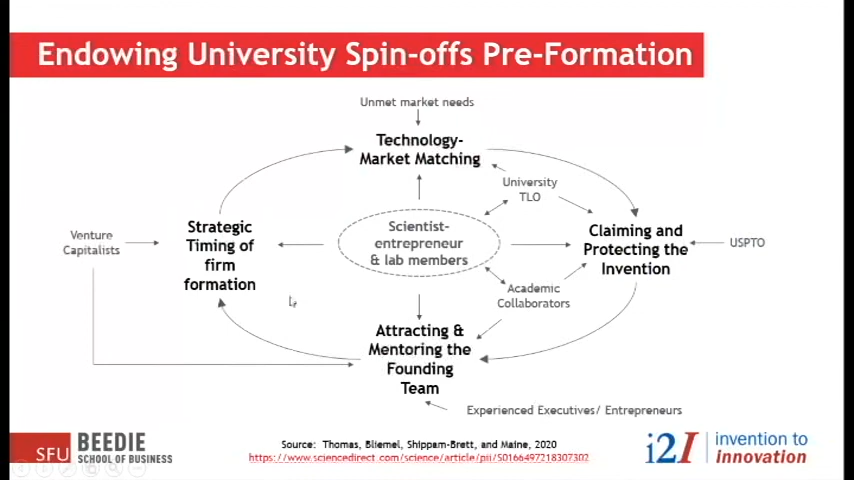 Endowing University Spin-offs Pre-Formation
Unmet market needs
Technology-
Market Matching
University
TLO
Strategic
Timing of
firm
formation
Venture
Capitalists
Scientist-
entrepreneur
& lab members
Claiming and
Protecting the
Invention
USPTO
Academic
Collaborators
Attracting &
Mentoring the
Founding
Team
Experienced Executives/ Entrepreneurs
SFU
BEEDIE
SCHOOL OF BUSINESS
Source: Thomas, Bliemel, Shippam-Brett, and Maine, 2020
https://www.sciencedirect.com/science/article/pii/S0166497218307302
i2I
invention to
innovation